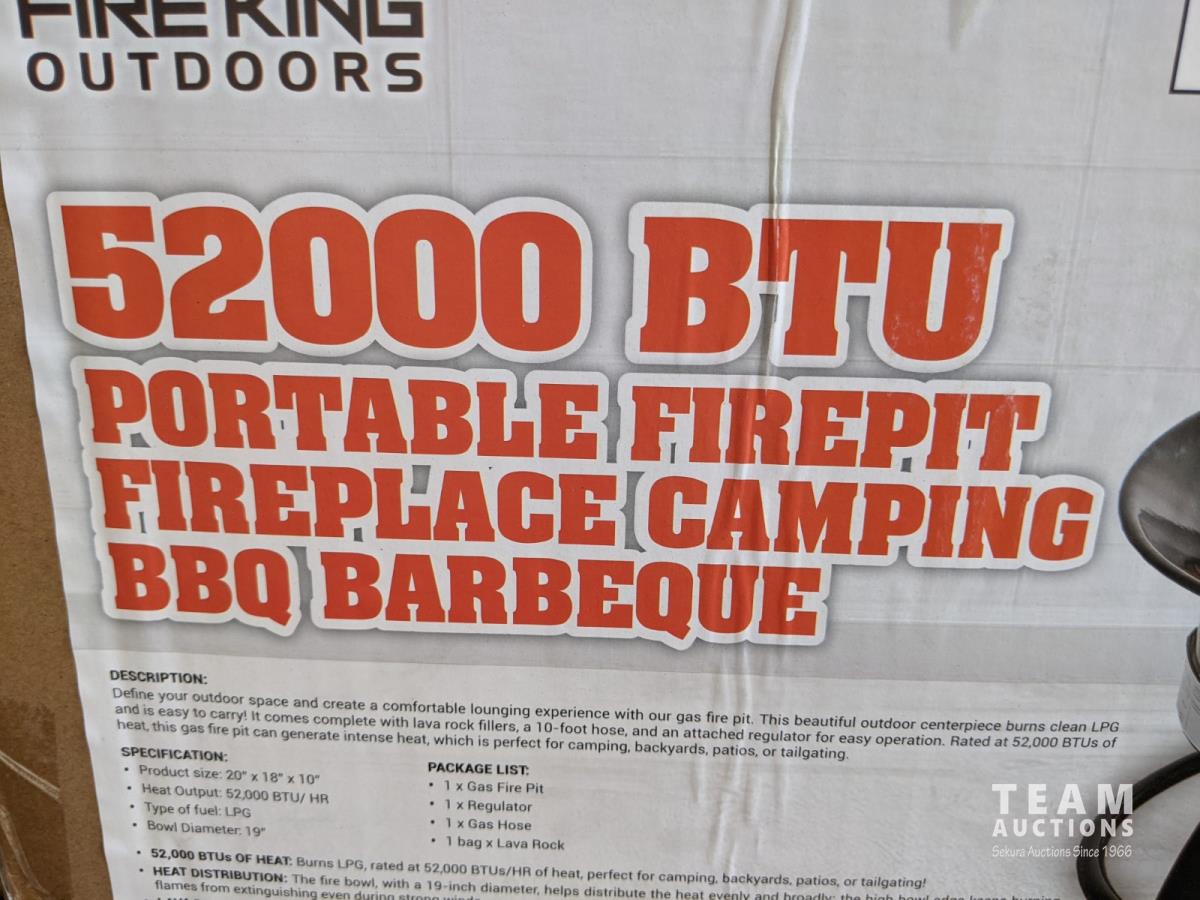 FIRE KING
OUTDOORS
52000 BTU
PORTABLE FIREPIT
FIREPLACE CAMPING
BBQ BARBEQUE
DESCRIPTION:
Define your outdoor space and create a comfortable lounging experience with our gas fire pit. This beautiful outdoor centerpiece burns clean LPG
and is easy to carry! It comes complete with lava rock fillers, a 10-foot hose, and an attached regulator for easy operation. Rated at 52,000 BTUs of
heat, this gas fire pit can generate intense heat, which is perfect for camping, backyards, patios, or tailgating.
SPECIFICATION:
• Product size: 20" x 18" x 10"
• Heat Output: 52,000 BTU/ HR
• Type of fuel: LPG
• Bowl Diameter: 19"
PACKAGE LIST:
• 1 x Gas Fire Pit
• 1 x Regulator
• 1 x Gas Hose
• 1 bag x Lava Rock
• 52,000 BTUs OF HEAT: Burns LPG, rated at 52,000 BTUs/HR of heat, perfect for camping, backyards, patios, or tailgating!
• HEAT DISTRIBUTION: The fire bowl, with a 19-inch diameter, helps distribute the heat evenly and broadly; the high bowl edge keeps burning
flames from extinguishing even during strong winds
TEAM
AUCTIONS
Sekura Auctions Since 1966